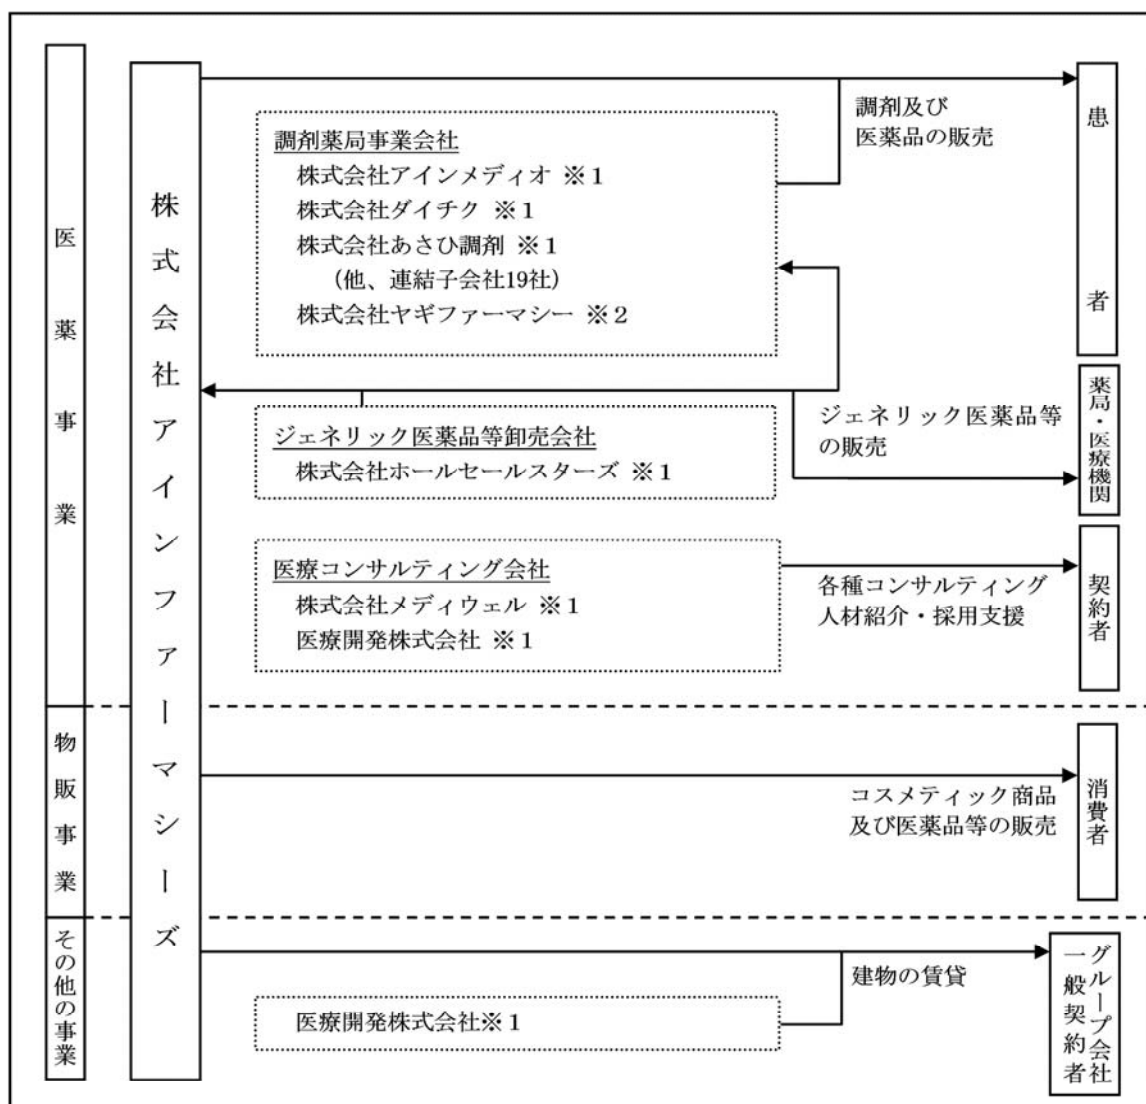 医薬事業
株式会社アインファーマシーズ
調剤薬局事業会社
株式会社アインメディオ ※1
株式会社ダイチク ※1
株式会社あさひ調剤 ※1
（他、連結子会社19社）
株式会社ヤギファーマシー ※2
調剤及び
医薬品の販売
患者
ジェネリック医薬品等卸売会社
株式会社ホールセールスターズ ※1
ジェネリック医薬品等
の販売
薬局・医療機関
医療コンサルティング会社
株式会社メディウェル ※1
医療開発株式会社 ※1
各種コンサルティング
人材紹介・採用支援
契約者
物販事業
コスメティック商品
及び医薬品等の販売
消費者
その他の事業
医療開発株式会社※1
建物の賃貸
グループ会社
一般契約者